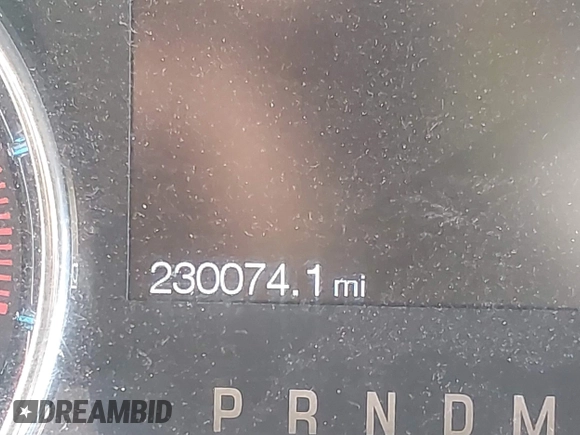 230074.1 mi
P R N D M
DREAMBID